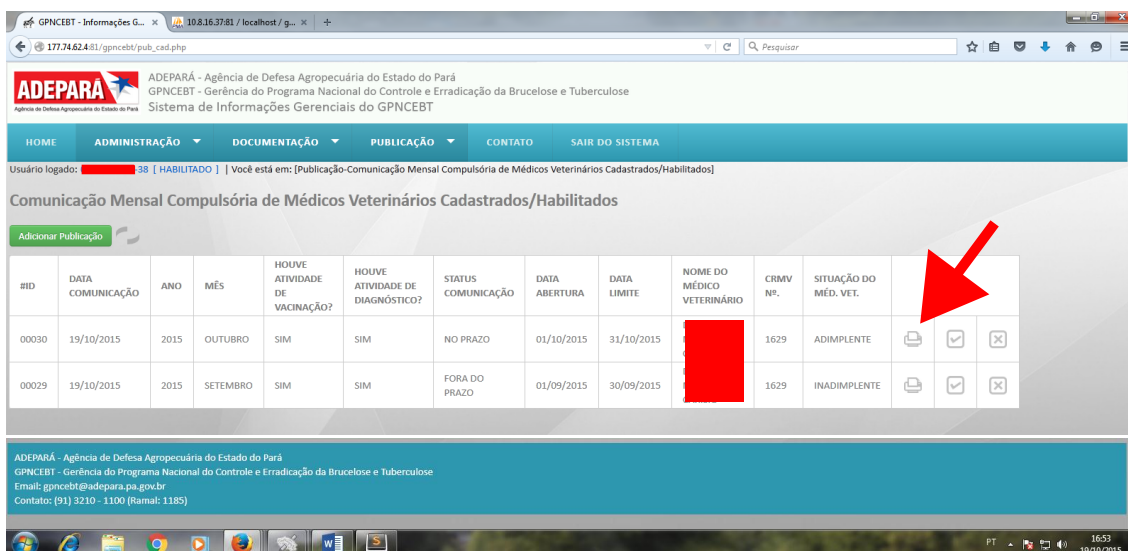 GPNCEBT - Informações G... ×
10.8.16.37:81 / localhost / g... × +
177.74.62.4:81/gpncebt/pub_cad.php
Pesquisar
ADEPARÁ
Agência de Defesa Agropecuária do Estado do Pará
ADEPARÁ - Agência de Defesa Agropecuária do Estado do Pará
GPNCEBT - Gerência do Programa Nacional do Controle e Erradicação da Brucelose e Tuberculose
Sistema de Informações Gerenciais do GPNCEBT
HOME ADMINISTRAÇÃO DOCUMENTAÇÃO PUBLICAÇÃO CONTATO SAIR DO SISTEMA
Usuário logado: -38 [ HABILITADO ] | Você está em: [Publicação-Comunicação Mensal Compulsória de Médicos Veterinários Cadastrados/Habilitados]
Comunicação Mensal Compulsória de Médicos Veterinários Cadastrados/Habilitados
Adicionar Publicação
#ID DATA COMUNICAÇÃO ANO MÊS HOUVE ATIVIDADE DE VACINAÇÃO? HOUVE ATIVIDADE DE DIAGNÓSTICO? STATUS COMUNICAÇÃO DATA ABERTURA DATA LIMITE NOME DO MÉDICO VETERINÁRIO CRMV Nº. SITUAÇÃO DO MÉD. VET.
00030 19/10/2015 2015 OUTUBRO SIM SIM NO PRAZO 01/10/2015 31/10/2015 1629 ADIMPLENTE
00029 19/10/2015 2015 SETEMBRO SIM SIM FORA DO PRAZO 01/09/2015 30/09/2015 1629 INADIMPLENTE
ADEPARÁ - Agência de Defesa Agropecuária do Estado do Pará
GPNCEBT - Gerência do Programa Nacional do Controle e Erradicação da Brucelose e Tuberculose
Email: gpncebt@adepara.pa.gov.br
Contato: (91) 3210 - 1100 (Ramal: 1185)
PT 16:53
19/10/2015